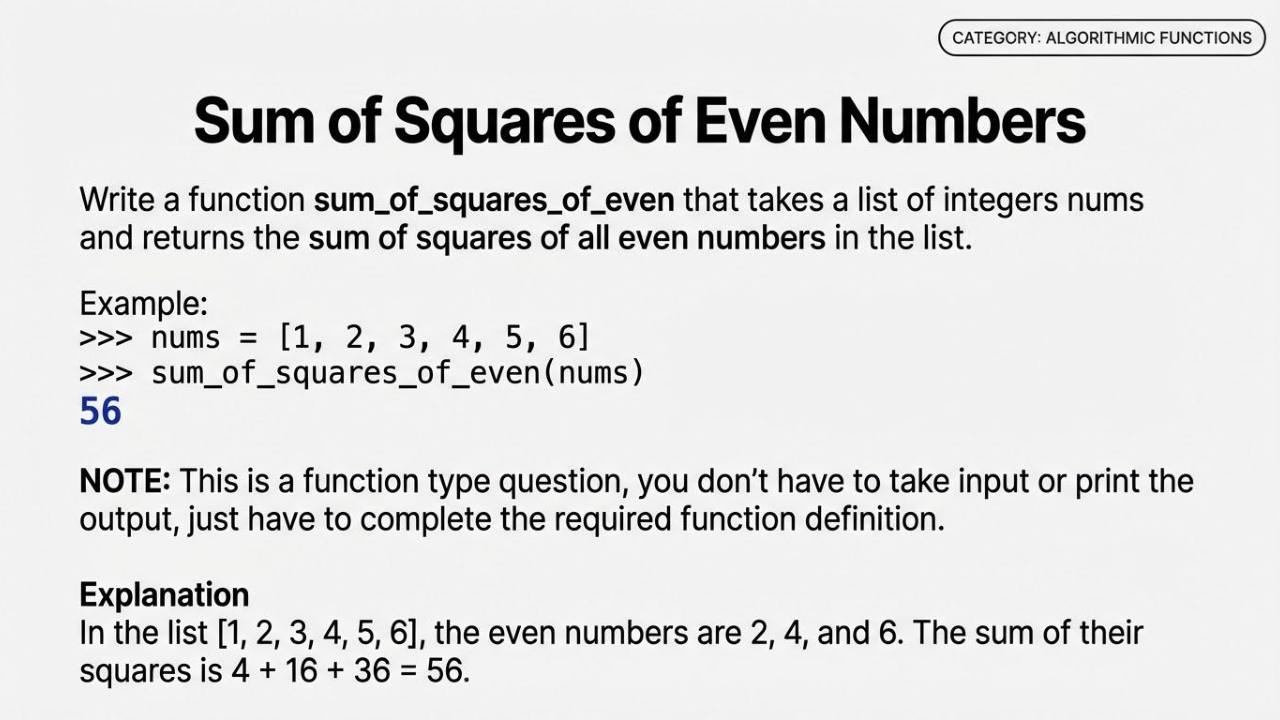 CATEGORY: ALGORITHMIC FUNCTIONS
Sum of Squares of Even Numbers
Write a function sum_of_squares_of_even that takes a list of integers nums
and returns the sum of squares of all even numbers in the list.
Example:
>>> nums = [1, 2, 3, 4, 5, 6]
>>> sum_of_squares_of_even(nums)
56
NOTE: This is a function type question, you don’t have to take input or print the
output, just have to complete the required function definition.
Explanation
In the list [1, 2, 3, 4, 5, 6], the even numbers are 2, 4, and 6. The sum of their
squares is 4 + 16 + 36 = 56.